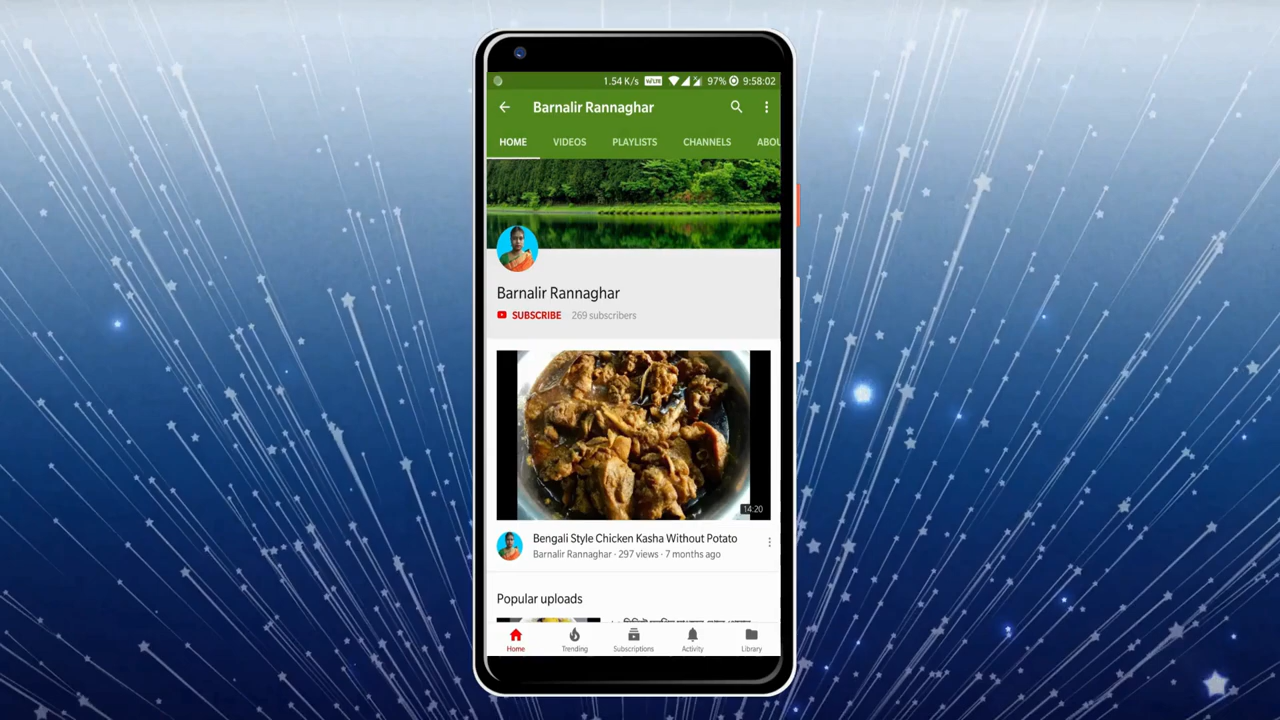 1.54 K/s VoLTE 97% 9:58:02
Barnalir Rannaghar
HOME VIDEOS PLAYLISTS CHANNELS ABOU
Barnalir Rannaghar
SUBSCRIBE 269 subscribers
14:20
Bengali Style Chicken Kasha Without Potato
Barnalir Rannaghar · 297 views · 7 months ago
Popular uploads
Home Trending Subscriptions Activity Library